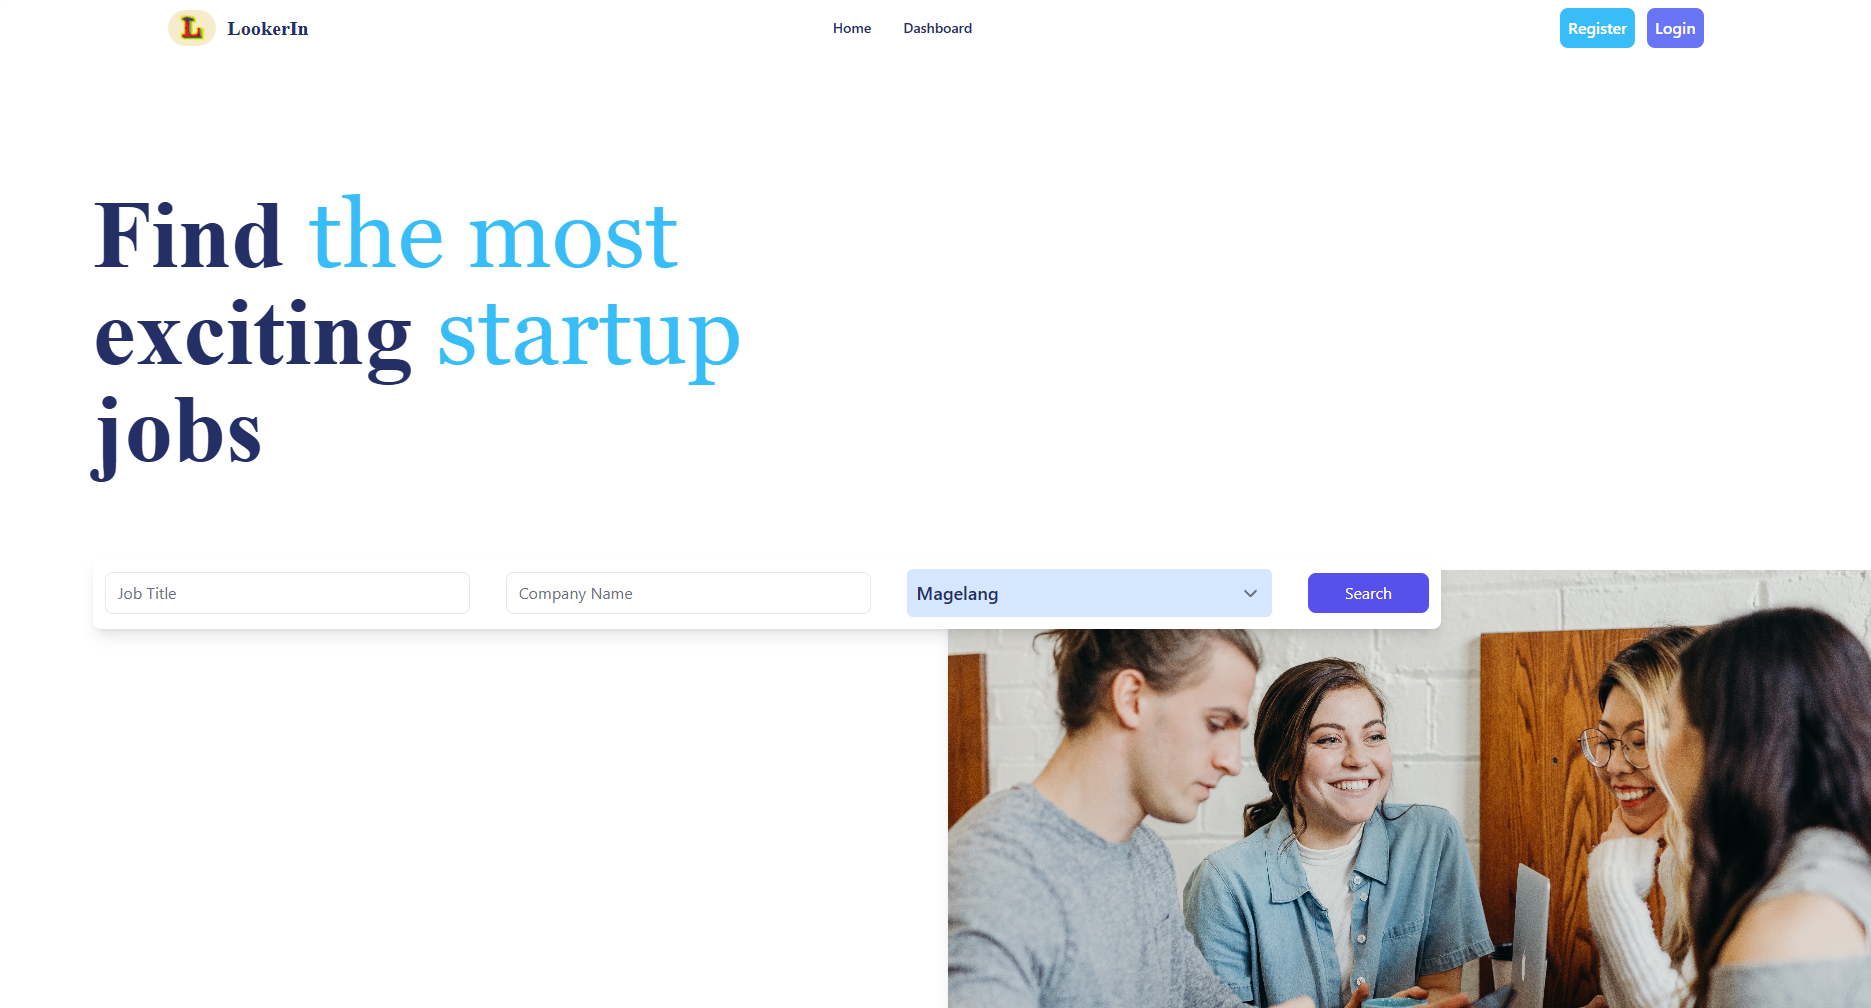 L LookerIn Home Dashboard Register Login
Find the most
exciting startup
jobs
Job Title Company Name Magelang Search